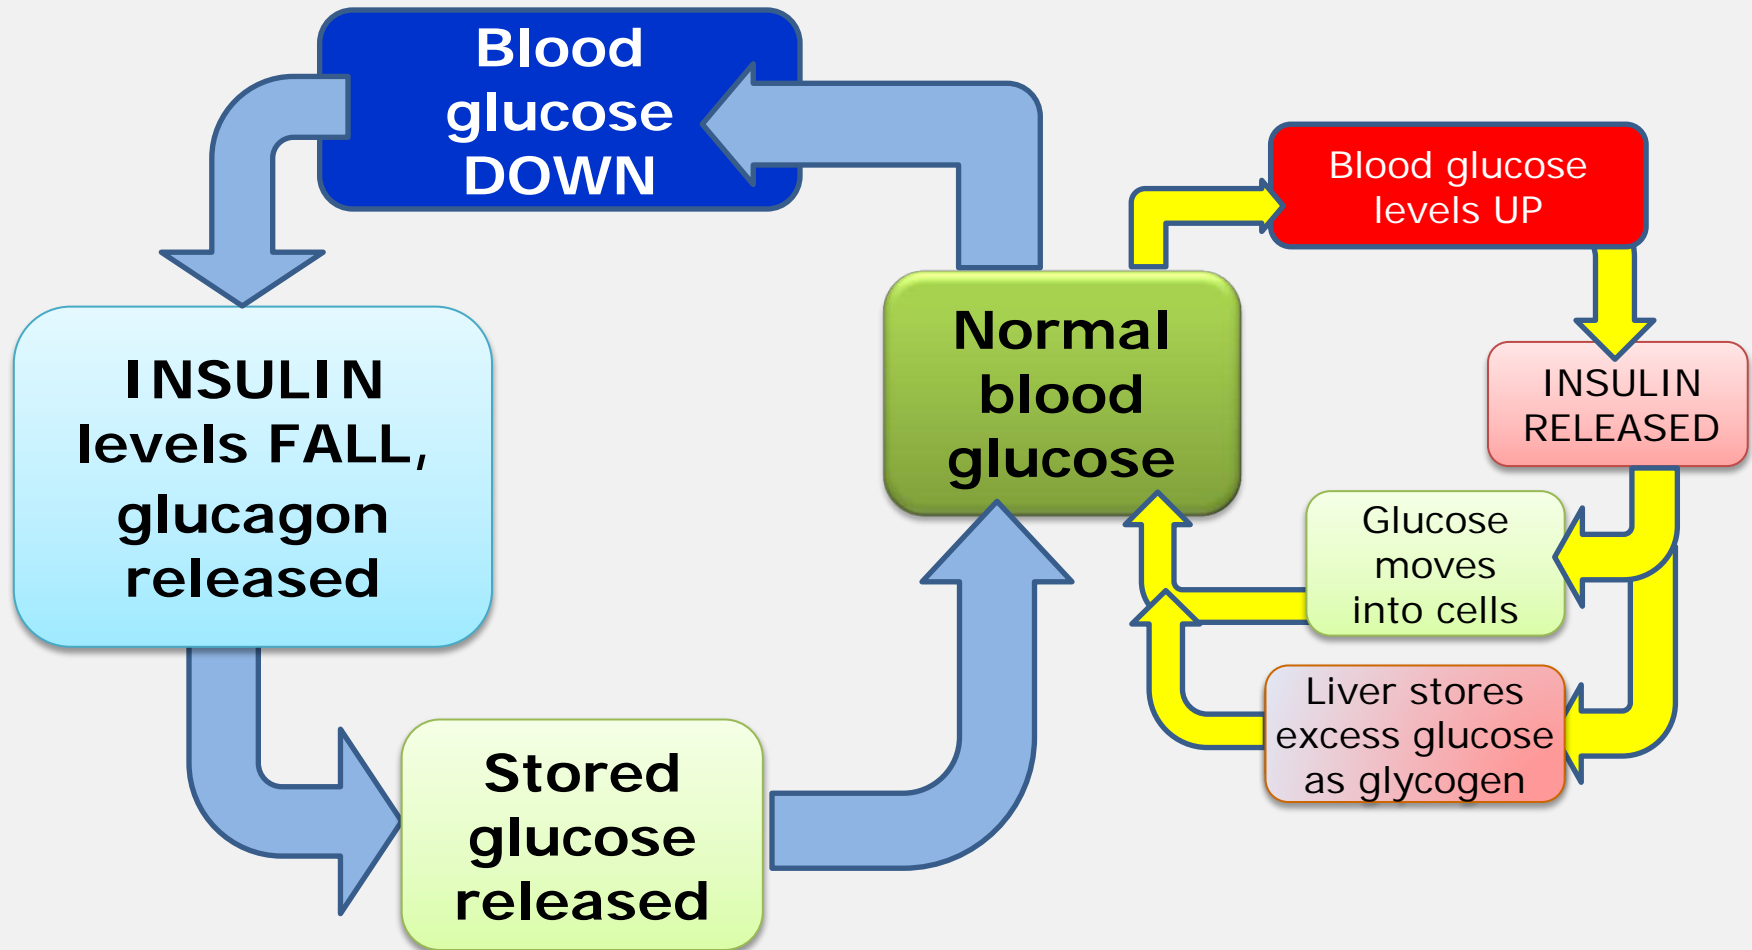 Blood
glucose
DOWN
Blood glucose
levels UP
Normal
blood
glucose
INSULIN
levels FALL,
glucagon
released
INSULIN
RELEASED
Glucose
moves
into cells
Liver stores
excess glucose
as glycogen
Stored
glucose
released